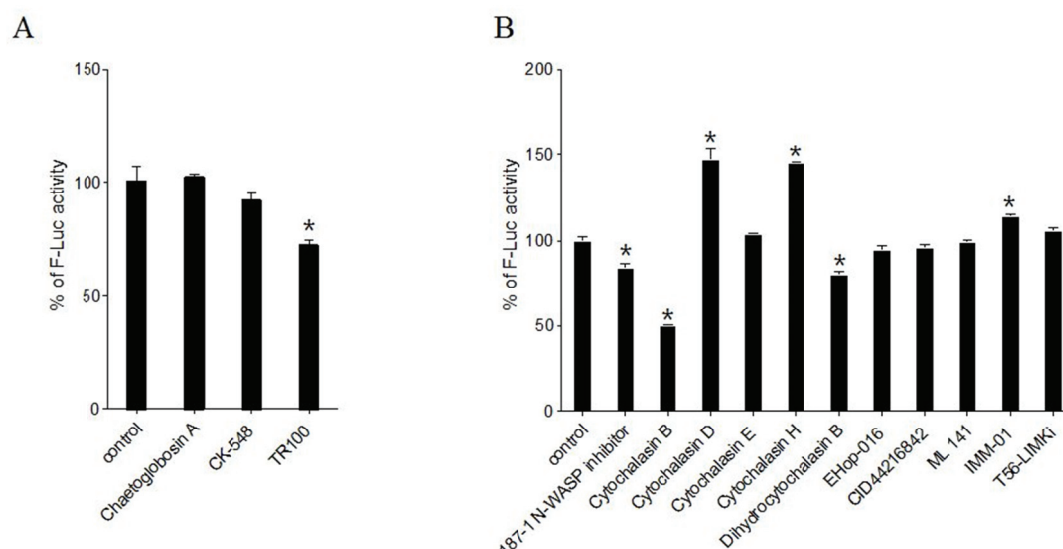 A
B
% of F-Luc activity
150
100
50
0
control
Chaetoglobosin A
CK-548
TR100
*
% of F-Luc activity
200
150
100
50
0
control
187-1 N-WASP inhibitor
Cytochalasin B
Cytochalasin D
Cytochalasin E
Cytochalasin H
Dihydrocytochalasin B
EHop-016
CID44216842
ML 141
IMM-01
T56-LIMKi
* * * * * *